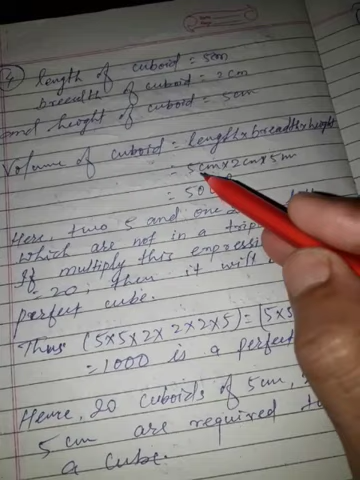 4 length of cuboid = 5cm
breadth of cuboid = 2cm
and height of cuboid = 5cm
Volume of cuboid = length×breadth×height
= 5cm×2cm×5m
= 50
Here, two 5 and one
which are not in a
If multiply this
= 20, then it will
perfect cube.
Thus (5×5×2×2×2×5) = (5×5
= 1000 is a perfect
Hence, 20 cuboids of 5cm,
5cm are required to
a cube.